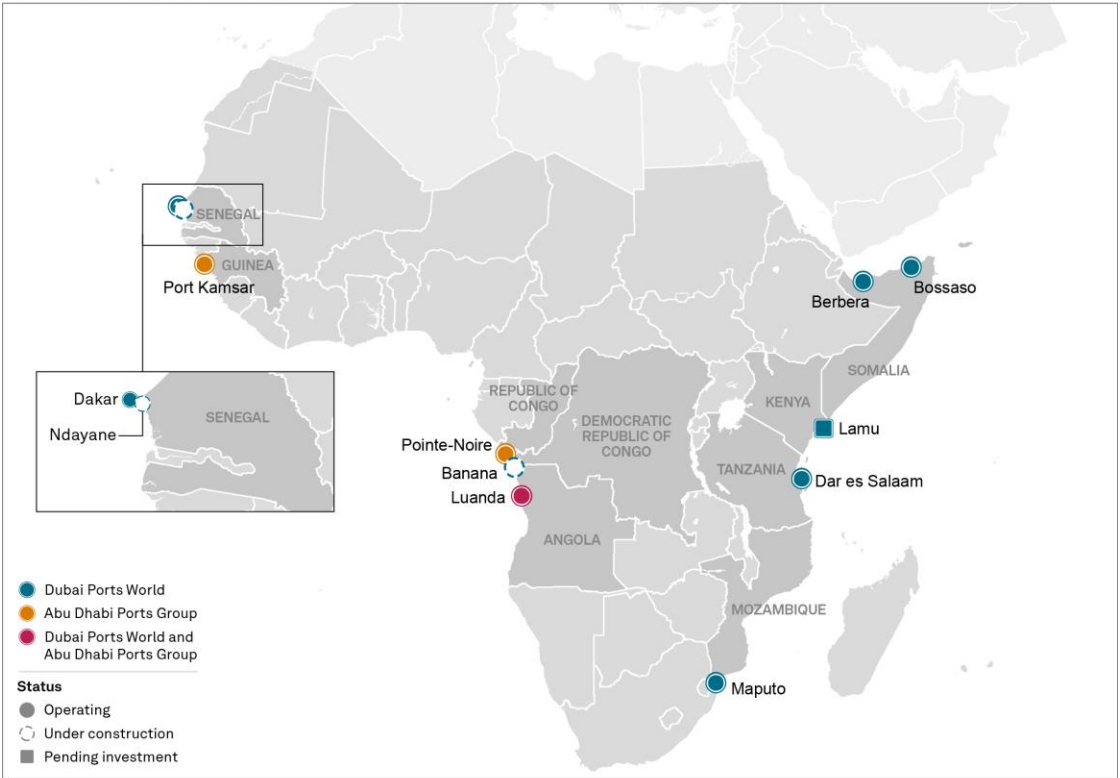 SENEGAL
GUINEA
Port Kamsar
Berbera
Bossaso
SOMALIA
Dakar
Ndayane
SENEGAL
REPUBLIC OF
CONGO
DEMOCRATIC
REPUBLIC OF
CONGO
KENYA
Lamu
Pointe-Noire
Banana
Luanda
TANZANIA
Dar es Salaam
ANGOLA
MOZAMBIQUE
Maputo
Dubai Ports World
Abu Dhabi Ports Group
Dubai Ports World and
Abu Dhabi Ports Group
Status
Operating
Under construction
Pending investment